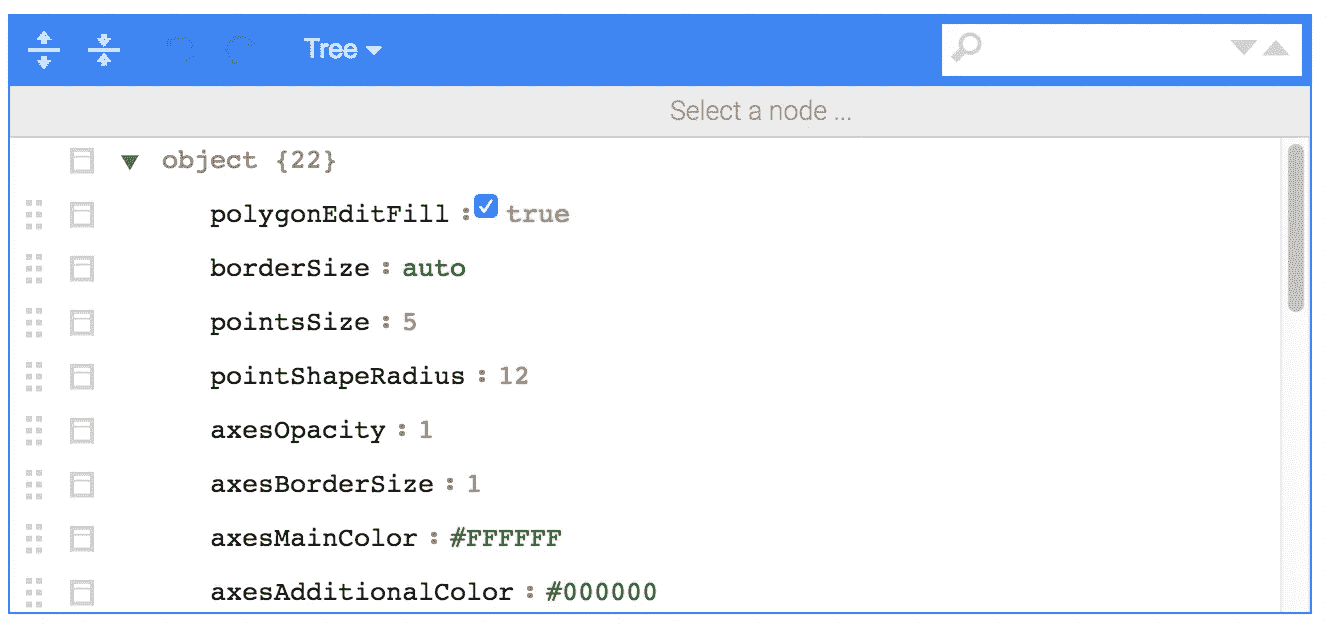 Tree
Select a node ...
object {22}
polygonEditFill : true
borderSize : auto
pointsSize : 5
pointShapeRadius : 12
axesOpacity : 1
axesBorderSize : 1
axesMainColor : #FFFFFF
axesAdditionalColor : #000000